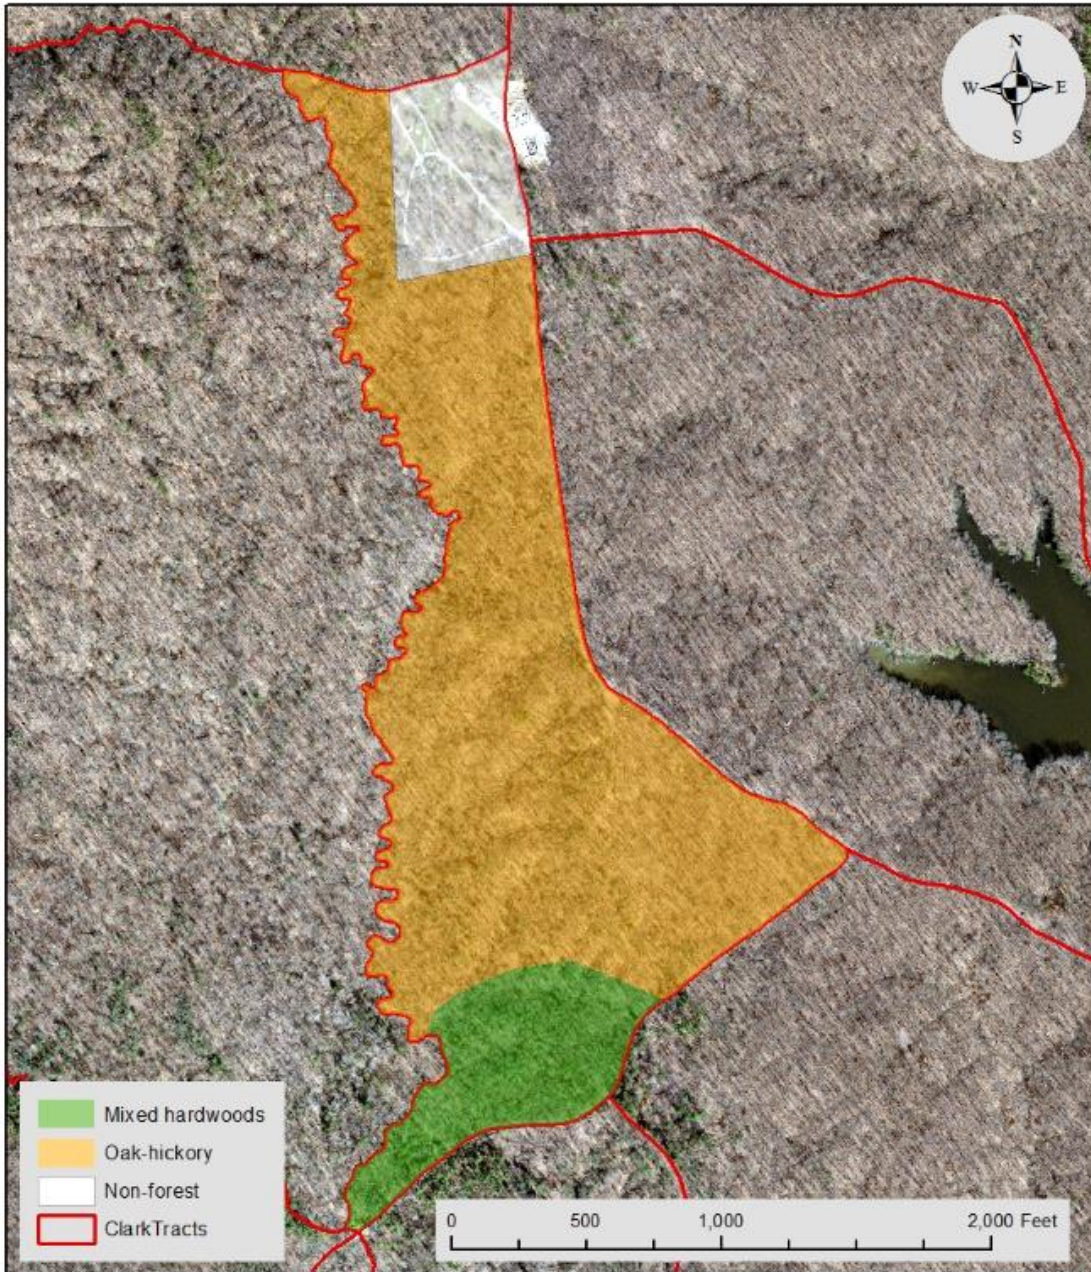 N
W E
S
Mixed hardwoods
Oak-hickory
Non-forest
ClarkTracts
0 500 1,000 2,000 Feet